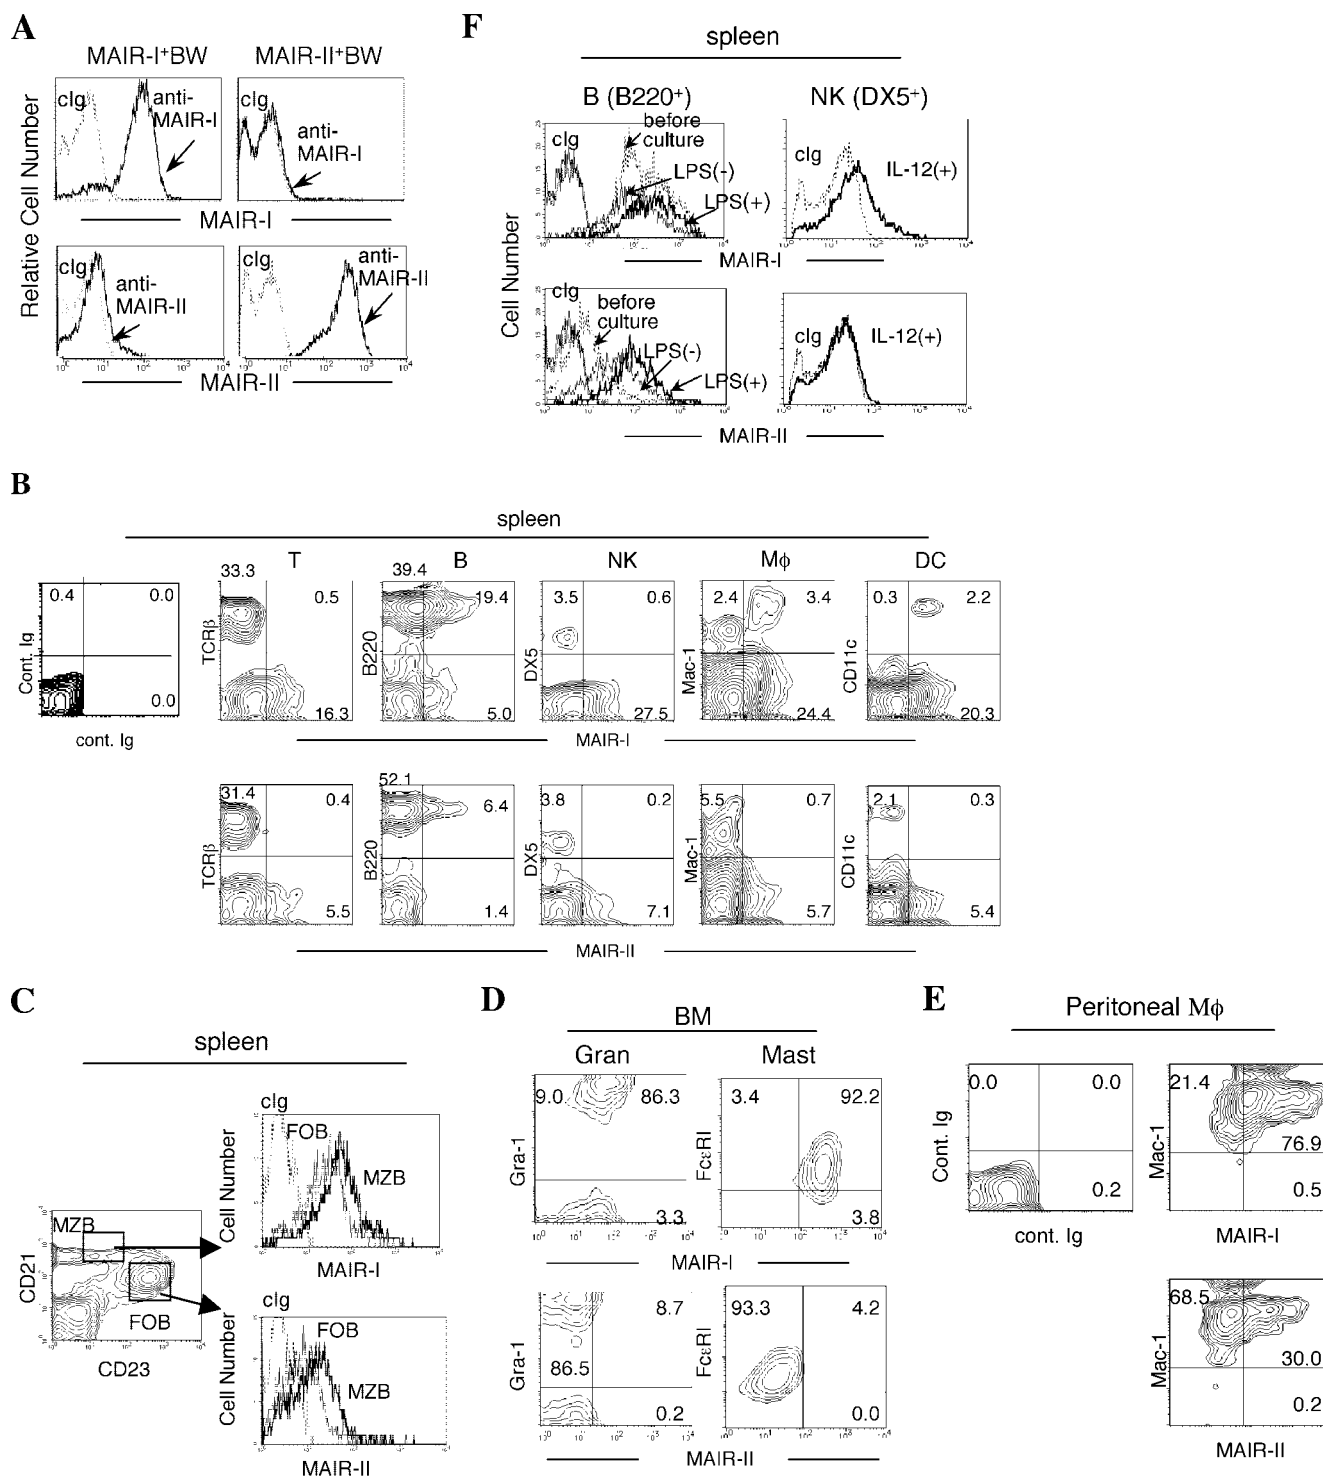 A
MAIR-I+BW
MAIR-II+BW
Relative Cell Number
cIg
anti-
MAIR-I
cIg
anti-
MAIR-I
MAIR-I
cIg
anti-
MAIR-II
cIg
anti-
MAIR-II
10⁰ 10¹ 10² 10³ 10⁴
10⁰ 10¹ 10² 10³ 10⁴
MAIR-II
F
spleen
B (B220+)
NK (DX5+)
Cell Number
cIg
before
culture
LPS(-)
LPS(+)
cIg
IL-12(+)
MAIR-I
cIg
before
culture
LPS(-)
LPS(+)
cIg
IL-12(+)
MAIR-II
B
spleen
T
B
NK
Mφ
DC
Cont. Ig
0.4
0.0
0.0
cont. Ig
TCRβ
33.3
0.5
16.3
B220
39.4
19.4
5.0
DX5
3.5
0.6
27.5
Mac-1
2.4
3.4
24.4
CD11c
0.3
2.2
20.3
MAIR-I
TCRβ
31.4
0.4
5.5
B220
52.1
6.4
1.4
DX5
3.8
0.2
7.1
Mac-1
5.5
0.7
5.7
CD11c
2.1
0.3
5.4
MAIR-II
C
spleen
CD21
MZB
FOB
CD23
Cell Number
cIg
FOB
MZB
MAIR-I
Cell Number
cIg
FOB
MZB
MAIR-II
D
BM
Gran
Mast
Gra-1
9.0
86.3
3.3
FcεRI
3.4
92.2
3.8
MAIR-I
Gra-1
8.7
86.5
0.2
FcεRI
93.3
4.2
0.0
MAIR-II
E
Peritoneal Mφ
Cont. Ig
0.0
0.0
0.2
cont. Ig
Mac-1
21.4
76.9
0.5
MAIR-I
Mac-1
68.5
30.0
0.2
MAIR-II